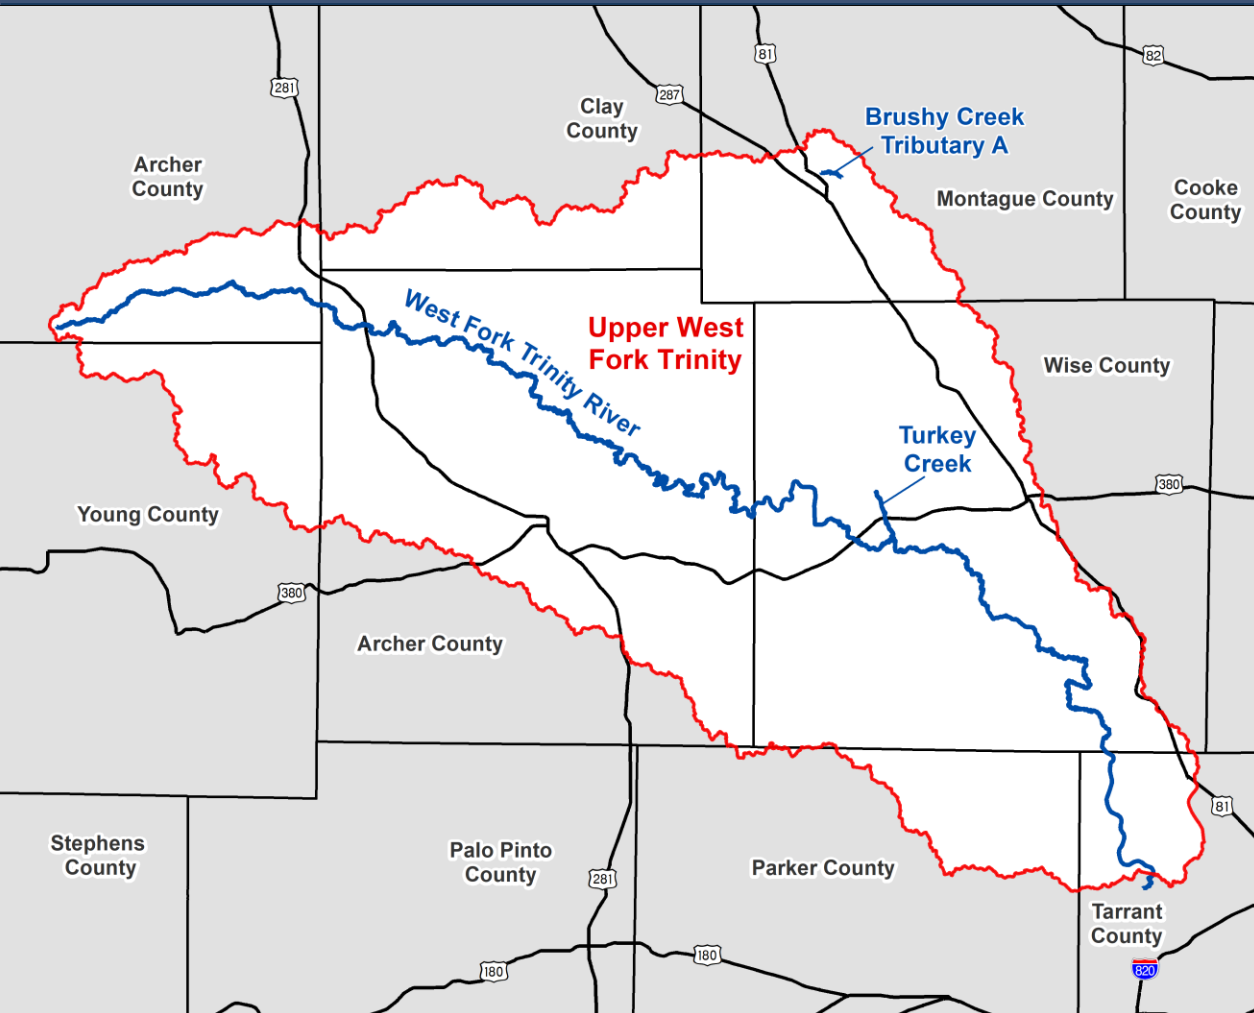 281
81
82
287
Clay
County
Brushy Creek
Tributary A
Archer
County
Montague County
Cooke
County
West Fork Trinity River
Upper West
Fork Trinity
Wise County
Turkey
Creek
380
Young County
380
Archer County
81
Stephens
County
Palo Pinto
County
Parker County
281
Tarrant
County
180
180
820